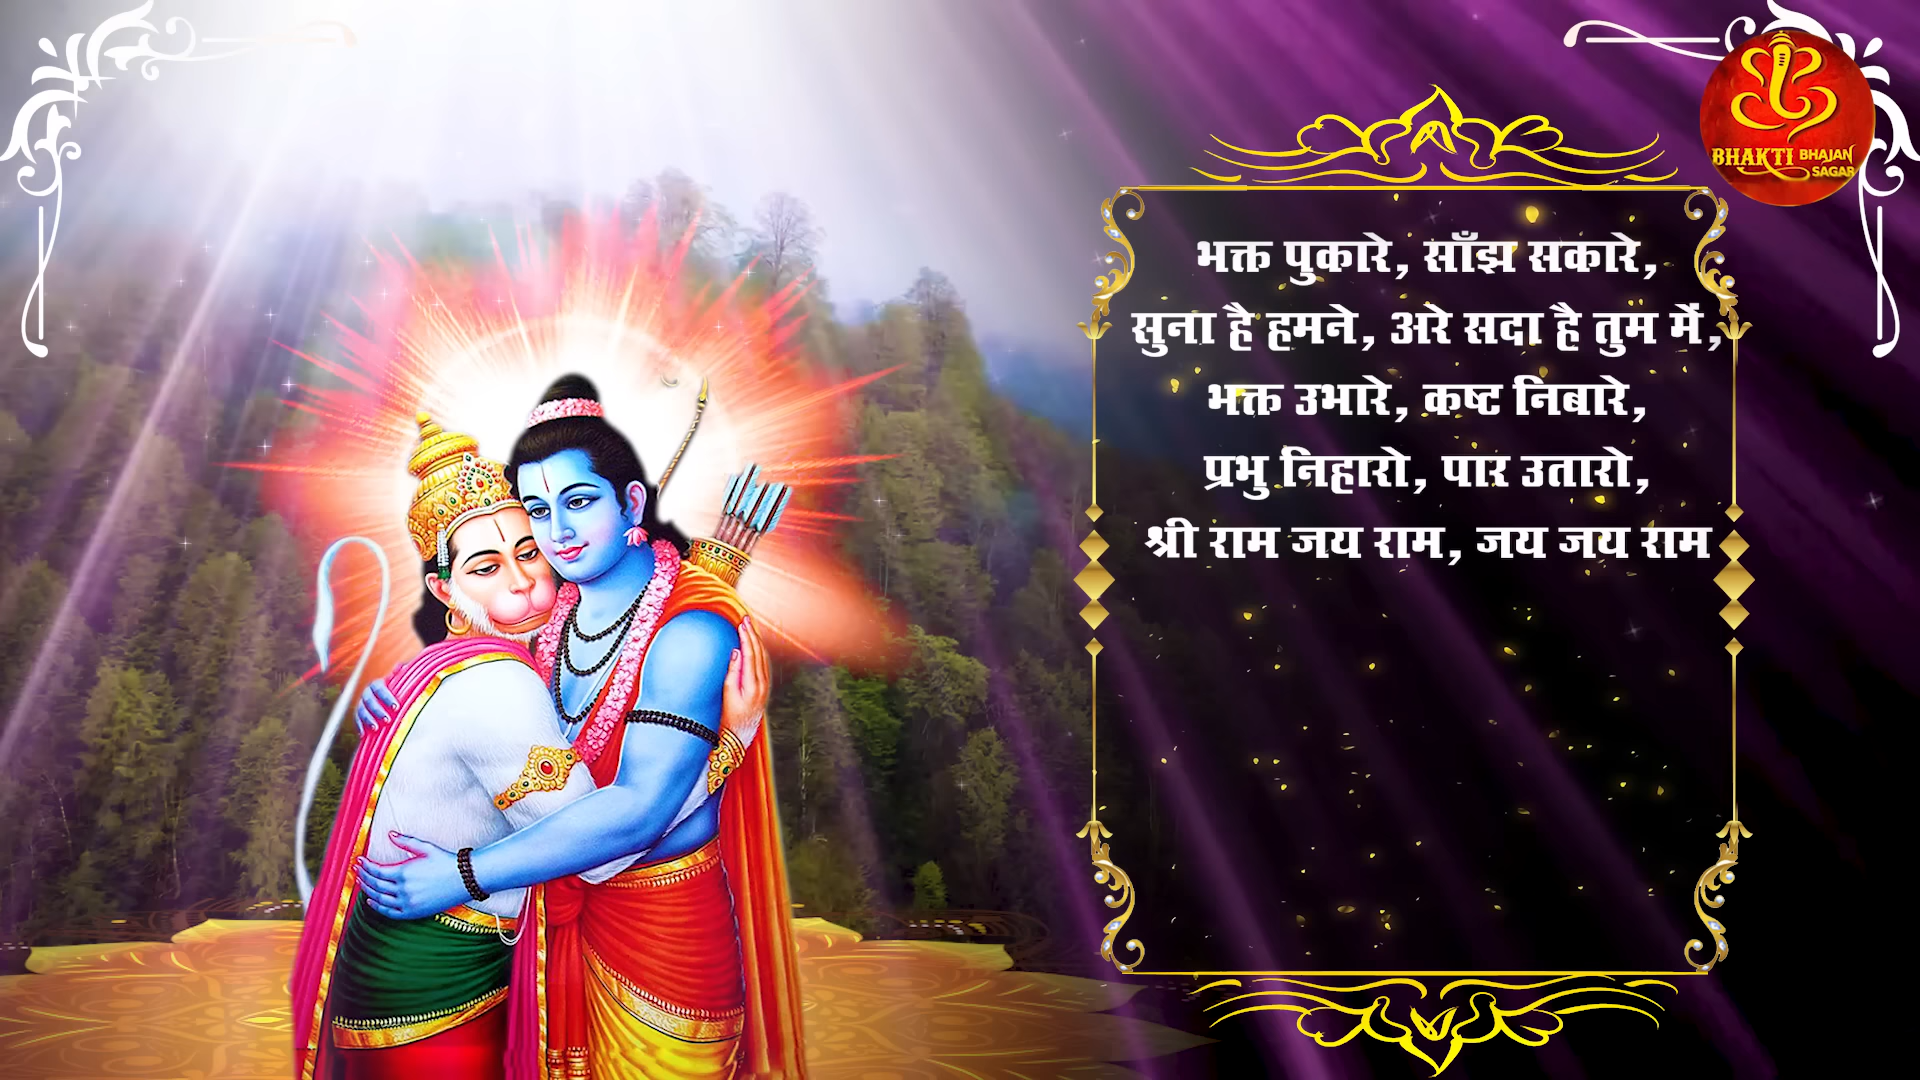 BHAKTI BHAJAN
SAGAR
भक्त पुकारे, साँझ सकारे,
सुना है हमने, अरे सदा है तुम में,
भक्त उभारे, कष्ट निबारे,
प्रभु निहारो, पार उतारो,
श्री राम जय राम, जय जय राम